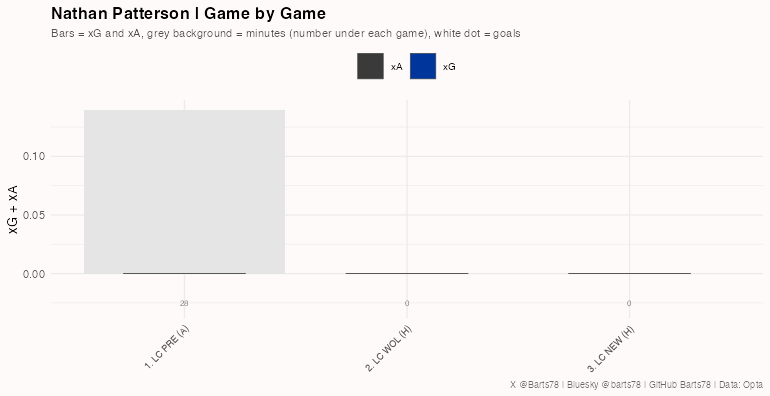 Nathan Patterson | Game by Game
Bars = xG and xA, grey background = minutes (number under each game), white dot = goals
xA xG
xG + xA
0.10
0.05
0.00
28 0 0
1. LC PRE (A) 2. LC WOL (H) 3. LC NEW (H)
X @Barts78 | Bluesky @barts78 | GitHub Barts78 | Data: Opta